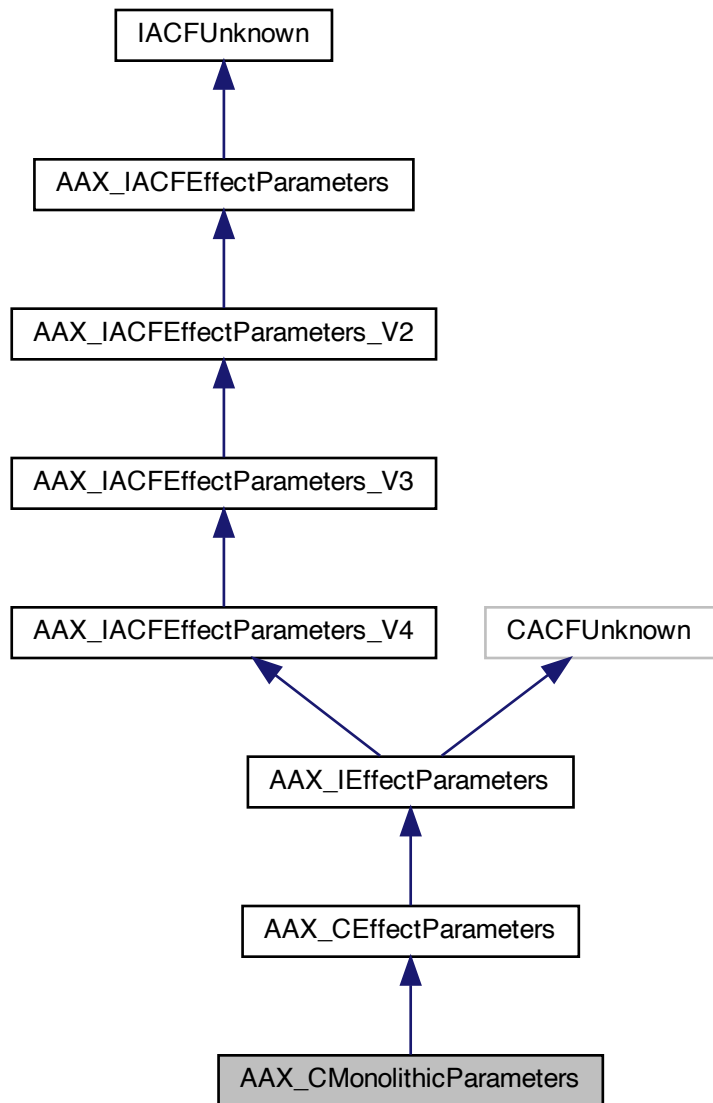 IACFUnknown
AAX_IACFEffectParameters
AAX_IACFEffectParameters_V2
AAX_IACFEffectParameters_V3
AAX_IACFEffectParameters_V4
CACFUnknown
AAX_IEffectParameters
AAX_CEffectParameters
AAX_CMonolithicParameters